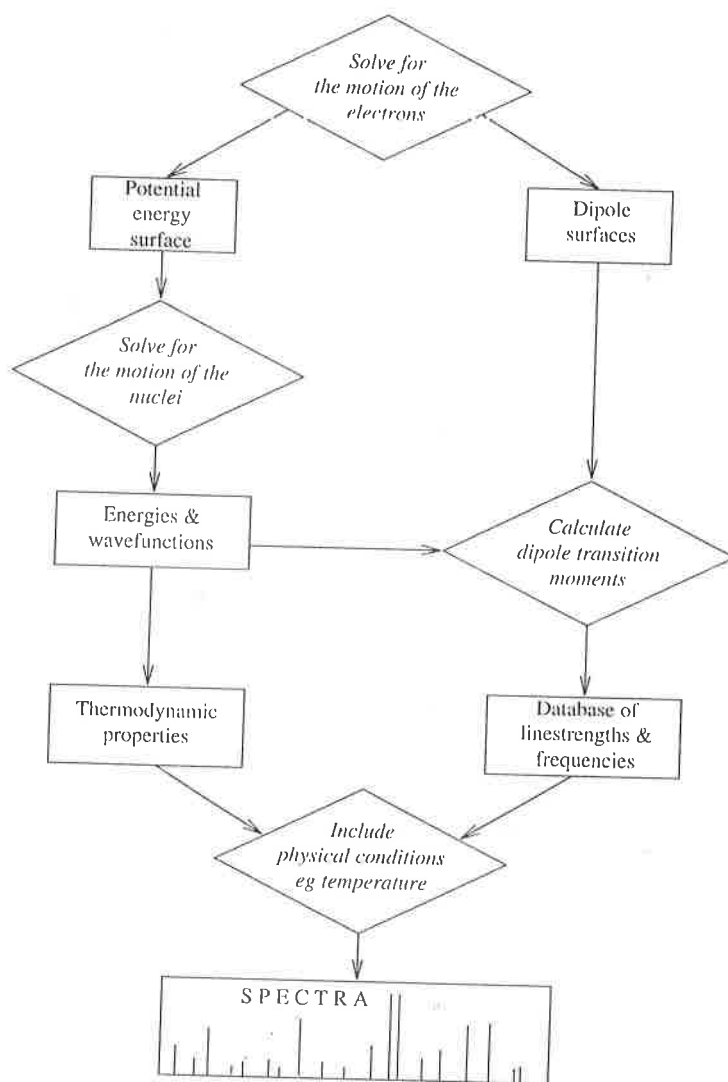 Solve for
the motion of the
electrons
Potential
energy
surface
Dipole
surfaces
Solve for
the motion of the
nuclei
Energies &
wavefunctions
Calculate
dipole transition
moments
Thermodynamic
properties
Database of
linestrengths &
frequencies
Include
physical conditions
eg temperature
SPECTRA